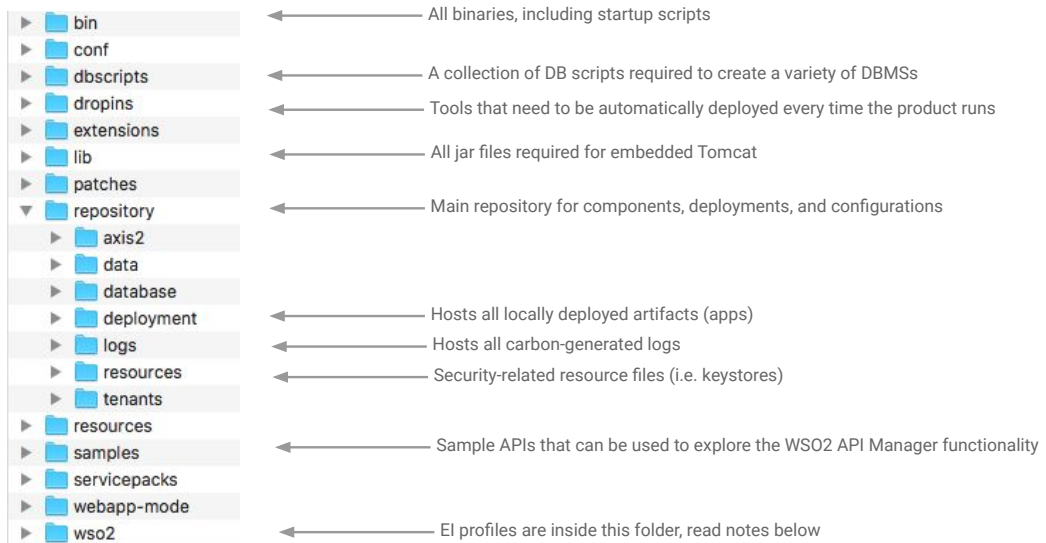 bin All binaries, including startup scripts
conf
dbscripts A collection of DB scripts required to create a variety of DBMSs
dropins Tools that need to be automatically deployed every time the product runs
extensions
lib All jar files required for embedded Tomcat
patches
repository Main repository for components, deployments, and configurations
axis2
data
database
deployment Hosts all locally deployed artifacts (apps)
logs Hosts all carbon-generated logs
resources Security-related resource files (i.e. keystores)
tenants
resources
samples Sample APIs that can be used to explore the WSO2 API Manager functionality
servicepacks
webapp-mode
wso2 EI profiles are inside this folder, read notes below